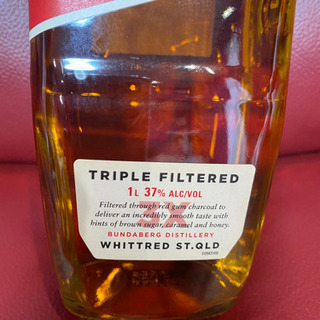 TRIPLE FILTERED
1L 37% ALC/VOL
Filtered through red gum charcoal to
deliver an incredibly smooth taste with
hints of brown sugar, caramel and honey.
BUNDABERG DISTILLERY
WHITTRED ST. QLD